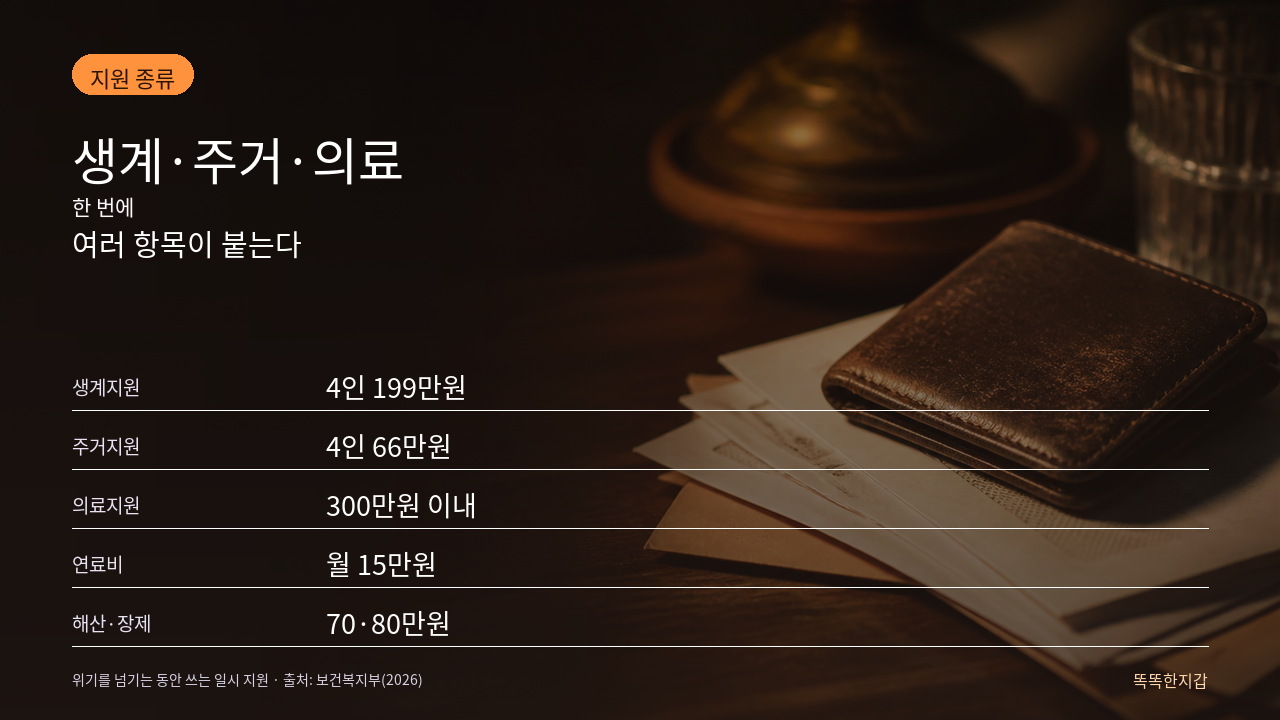 지원 종류
생계·주거·의료
한 번에
여러 항목이 붙는다
생계지원 4인 199만원
주거지원 4인 66만원
의료지원 300만원 이내
연료비 월 15만원
해산·장제 70·80만원
위기를 넘기는 동안 쓰는 일시 지원 · 출처: 보건복지부(2026)
똑똑한지갑